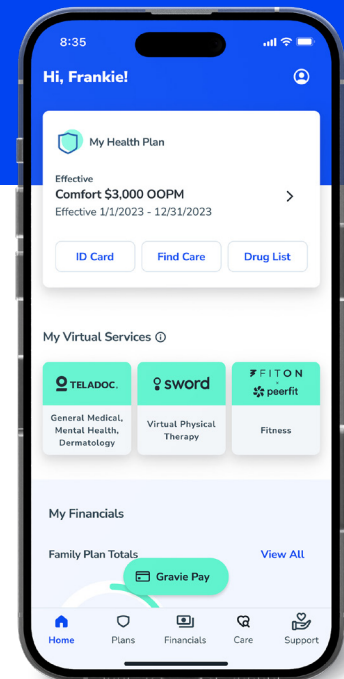 8:35
Hi, Frankie!
My Health Plan
Effective
Comfort $3,000 OOPM
Effective 1/1/2023 - 12/31/2023
ID Card
Find Care
Drug List
My Virtual Services
TELADOC.
sword
FITON
peerfit
General Medical,
Mental Health,
Dermatology
Virtual Physical
Therapy
Fitness
My Financials
Family Plan Totals
View All
Gravie Pay
Home
Plans
Financials
Care
Support